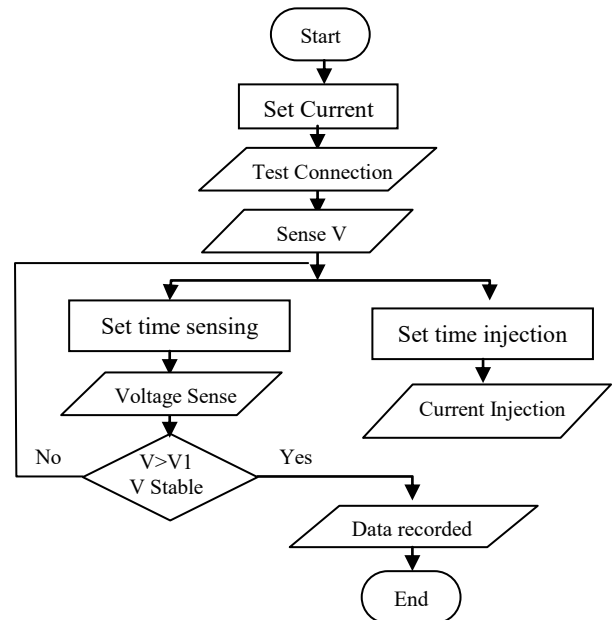 Start
Set Current
Test Connection
Sense V
Set time sensing
Set time injection
Voltage Sense
Current Injection
No
V>V1
V Stable
Yes
Data recorded
End